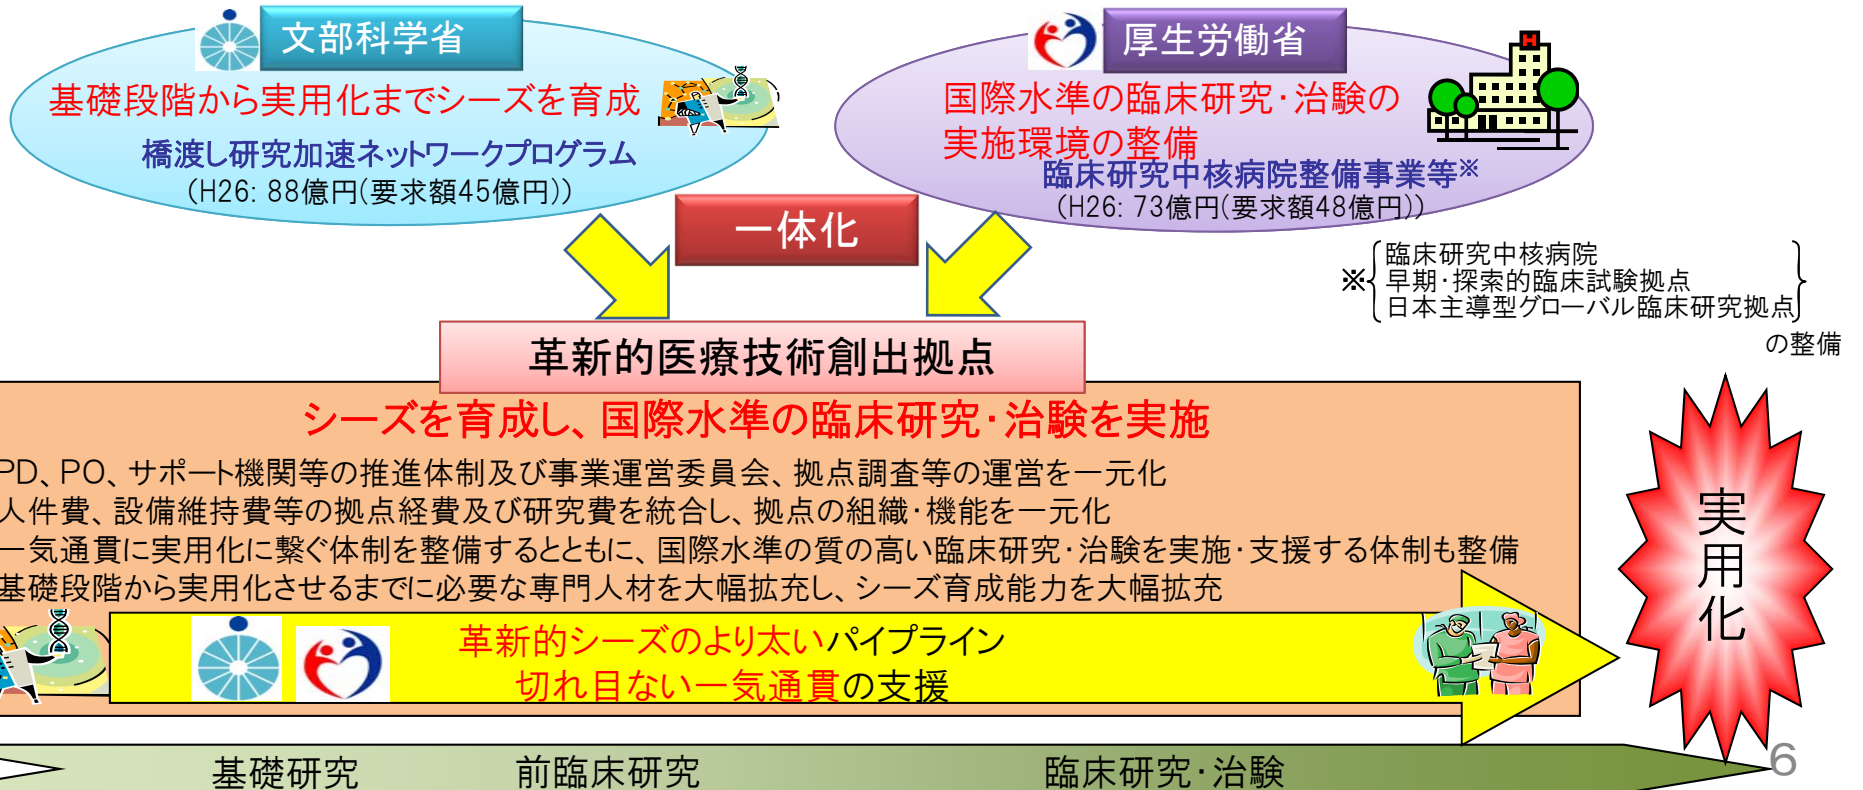 文部科学省
基礎段階から実用化までシーズを育成
橋渡し研究加速ネットワークプログラム
(H26: 88億円(要求額45億円))
厚生労働省
国際水準の臨床研究・治験の
実施環境の整備
臨床研究中核病院整備事業等※
(H26: 73億円(要求額48億円))
一体化
※ 臨床研究中核病院
早期・探索的臨床試験拠点
日本主導型グローバル臨床研究拠点
の整備
革新的医療技術創出拠点
シーズを育成し、国際水準の臨床研究・治験を実施
PD、PO、サポート機関等の推進体制及び事業運営委員会、拠点調査等の運営を一元化
人件費、設備維持費等の拠点経費及び研究費を統合し、拠点の組織・機能を一元化
一気通貫に実用化に繋ぐ体制を整備するとともに、国際水準の質の高い臨床研究・治験を実施・支援する体制も整備
基礎段階から実用化させるまでに必要な専門人材を大幅拡充し、シーズ育成能力を大幅拡充
革新的シーズのより太いパイプライン
切れ目ない一気通貫の支援
実用化
基礎研究
前臨床研究
臨床研究・治験
6
H